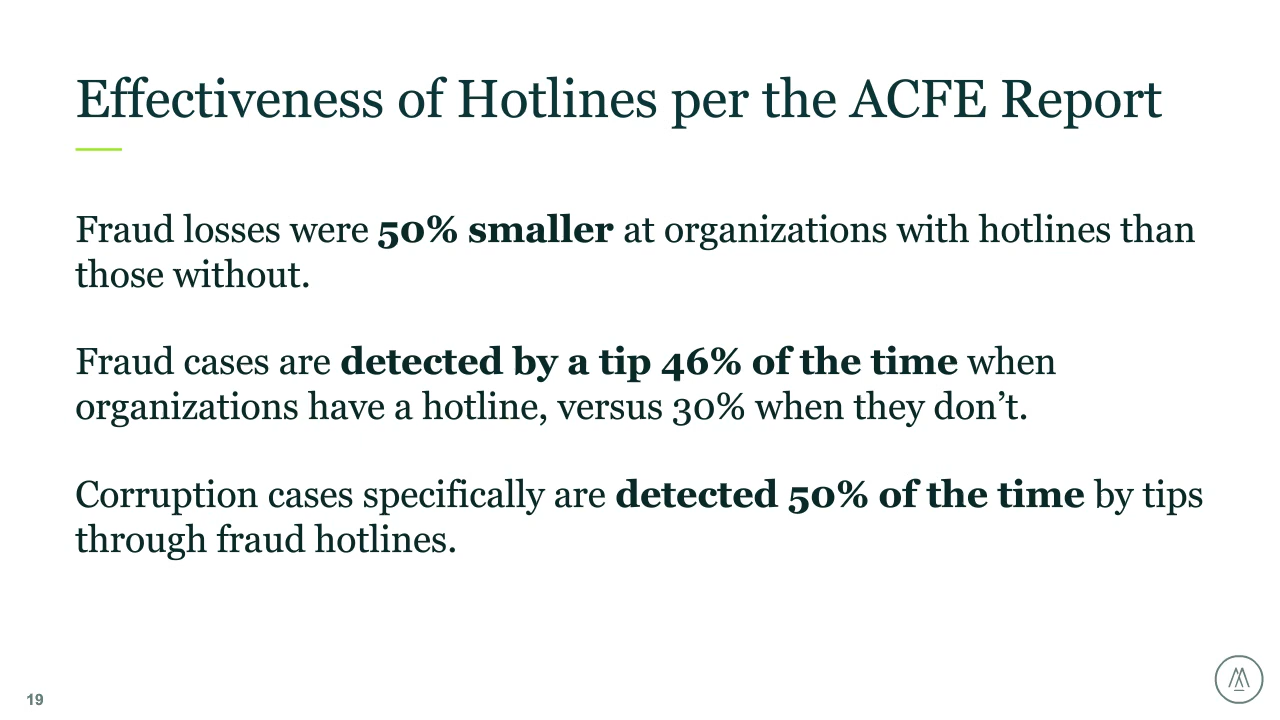 Effectiveness of Hotlines per the ACFE Report
Fraud losses were 50% smaller at organizations with hotlines than
those without.
Fraud cases are detected by a tip 46% of the time when
organizations have a hotline, versus 30% when they don’t.
Corruption cases specifically are detected 50% of the time by tips
through fraud hotlines.
19